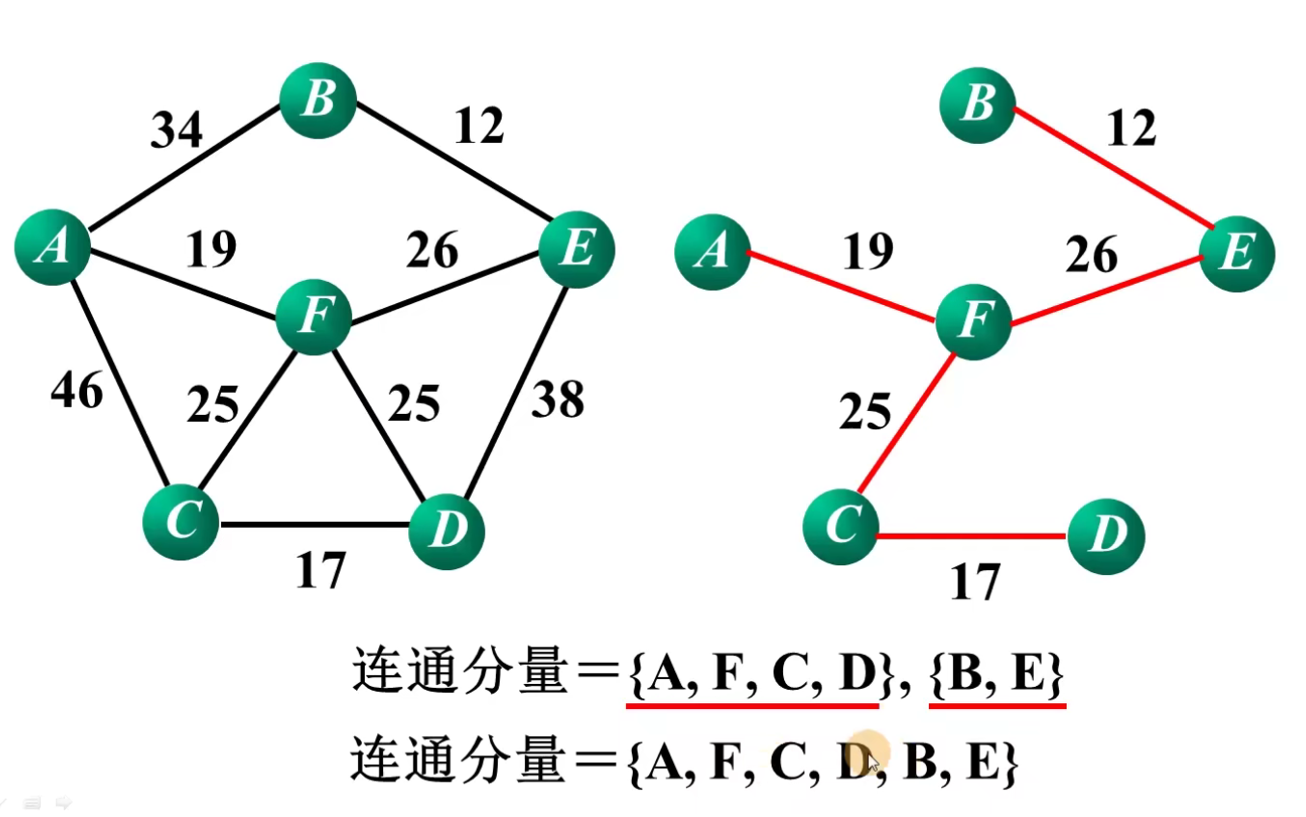 B B
34 12 12
A 19 26 E A 19 26 E
F F
46 25 25 38 25
C D C D
17 17
连通分量＝{A, F, C, D}, {B, E}
连通分量＝{A, F, C, D, B, E}